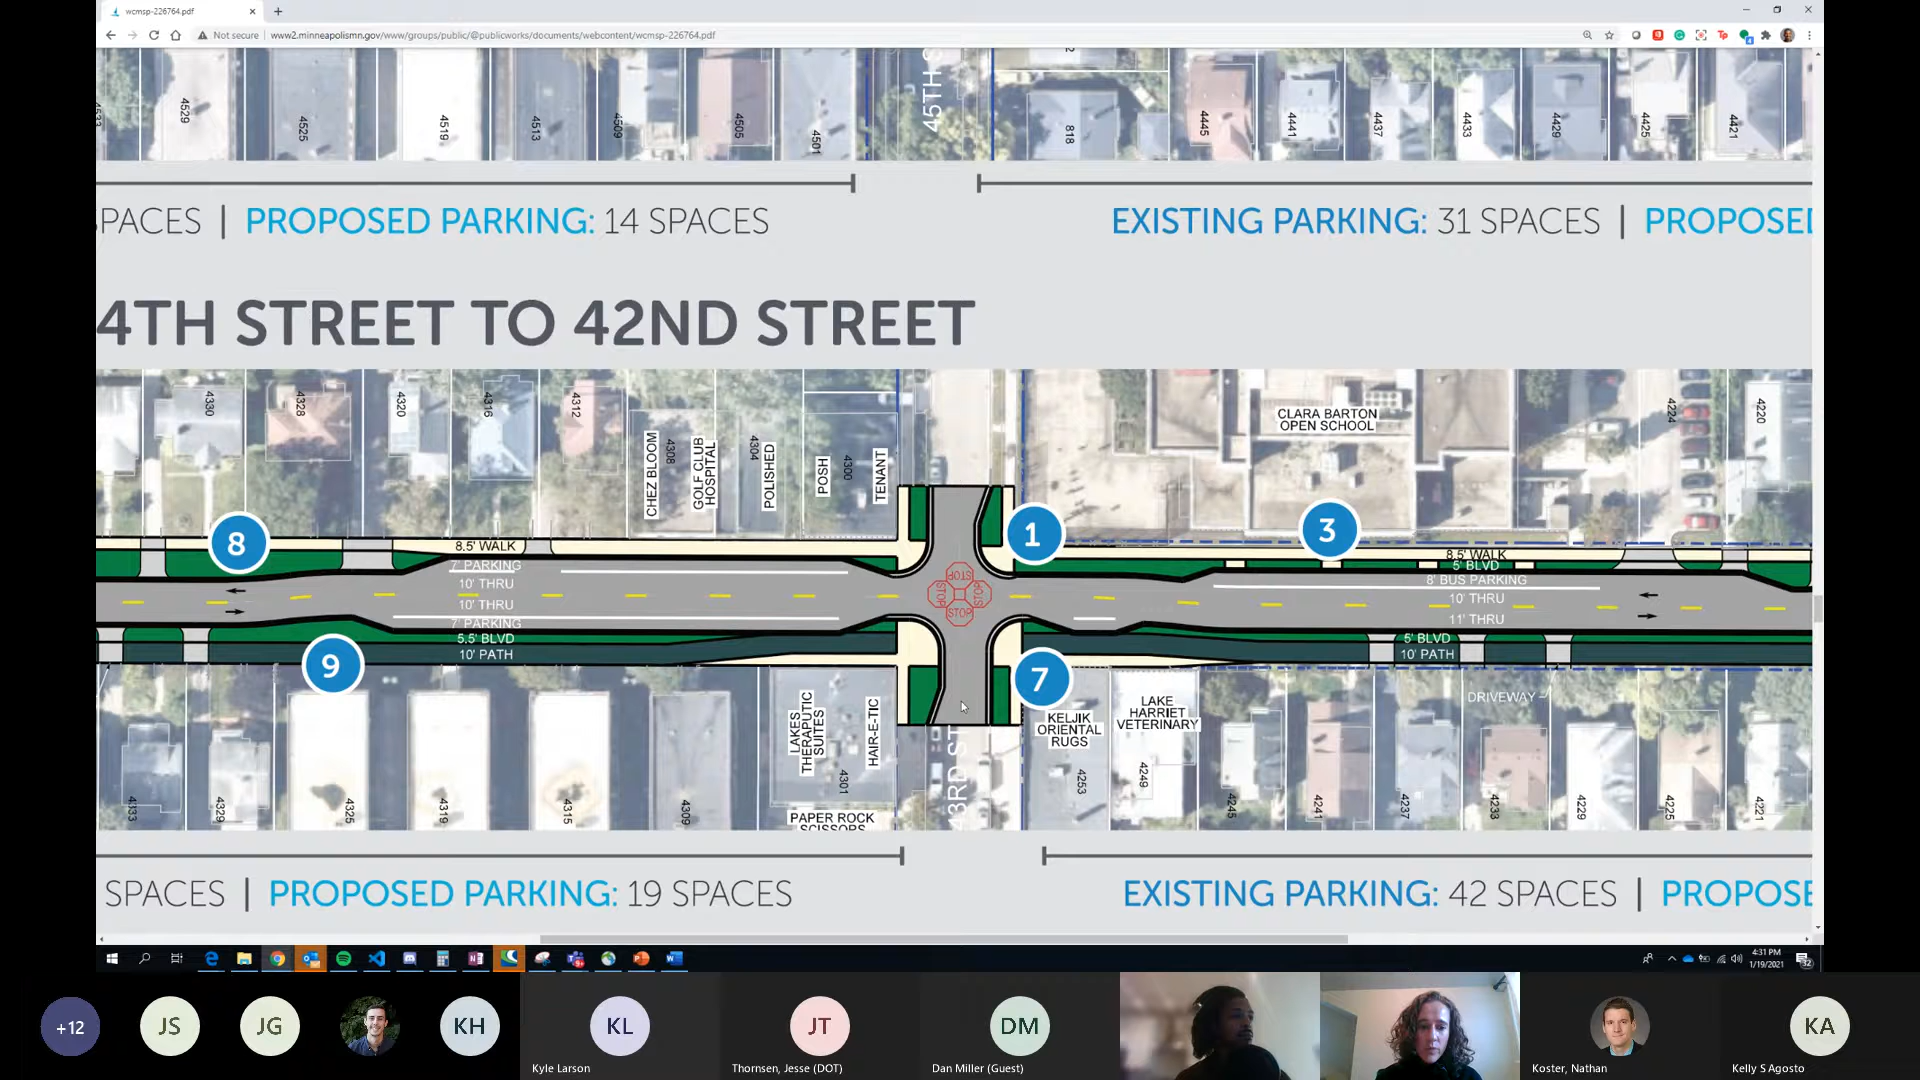 wcmsp-226764.pdf
Not secure
www2.minneapolismn.gov/www/groups/public/@publicworks/documents/webcontent/wcmsp-226764.pdf
45TH S
4529
4525
4519
4513
4509
4505
4501
818
4445
4441
4437
4433
4429
4425
4421
SPACES | PROPOSED PARKING: 14 SPACES
EXISTING PARKING: 31 SPACES | PROPOSED
4TH STREET TO 42ND STREET
4330
4328
4320
4316
4312
CHEZ BLOOM
4308
GOLF CLUB
HOSPITAL
4304
POLISHED
POSH
4300
TENANT
CLARA BARTON
OPEN SCHOOL
4224
4220
8
1
3
8.5' WALK
7' PARKING
10' THRU
10' THRU
7' PARKING
5.5' BLVD
10' PATH
STOP
STOP
STOP
STOP
8.5' WALK
5' BLVD
8' BUS PARKING
10' THRU
11' THRU
5' BLVD
10' PATH
9
7
4333
4329
4325
4319
4315
4309
LAKES
THERAPUTIC
SUITES
4301
HAIR-E-TIC
PAPER ROCK
SCISSORS
43RD ST
KELJIK
ORIENTAL
RUGS
4253
LAKE
HARRIET
VETERINARY
4249
4245
4241
4237
DRIVEWAY
4233
4229
4225
4221
SPACES | PROPOSED PARKING: 19 SPACES
EXISTING PARKING: 42 SPACES | PROPOSE
4:31 PM
1/19/2021
32
+12
JS
JG
KH
KL
Kyle Larson
JT
Thornsen, Jesse (DOT)
DM
Dan Miller (Guest)
Koster, Nathan
KA
Kelly S Agosto